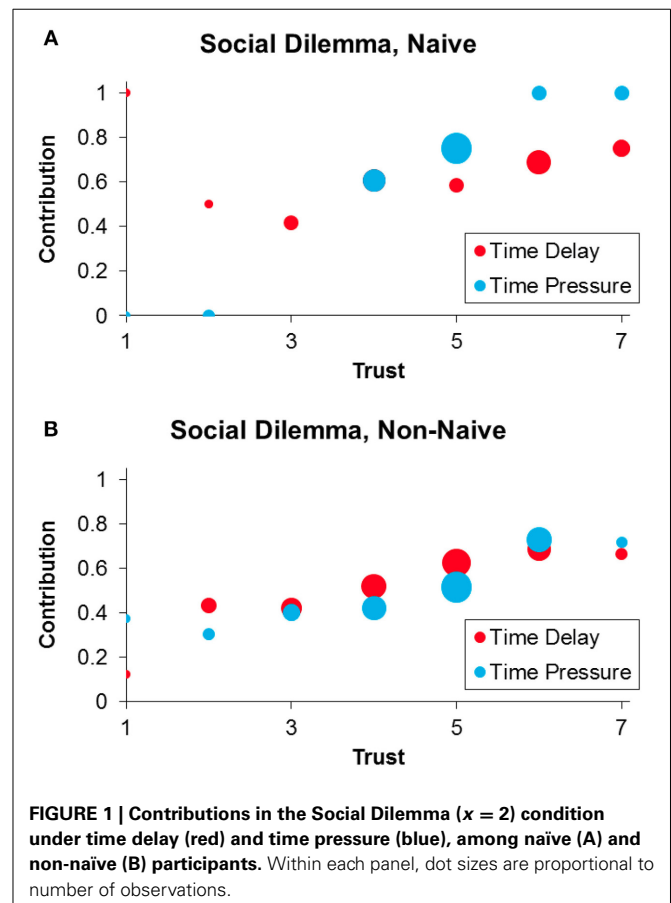 A
Social Dilemma, Naive
Contribution
1
0.8
0.6
0.4
0.2
0
Time Delay
Time Pressure
1 3 5 7
Trust
B
Social Dilemma, Non-Naive
Contribution
1
0.8
0.6
0.4
0.2
0
Time Delay
Time Pressure
1 3 5 7
Trust
FIGURE 1 | Contributions in the Social Dilemma (x = 2) condition
under time delay (red) and time pressure (blue), among naïve (A) and
non-naïve (B) participants. Within each panel, dot sizes are proportional to
number of observations.